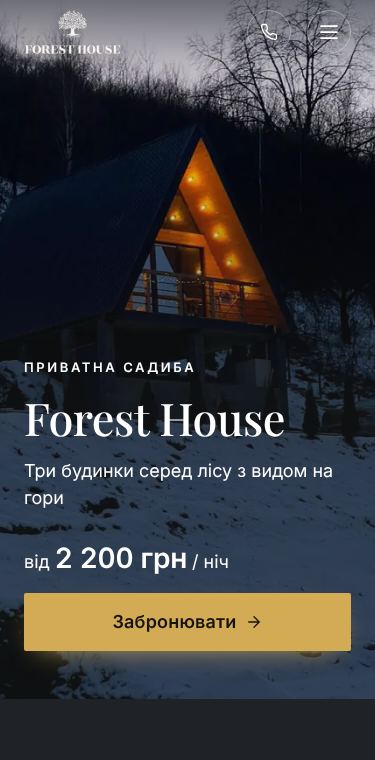 FOREST HOUSE
ПРИВАТНА САДИБА
Forest House
Три будинки серед лісу з видом на
гори
від 2 200 грн / ніч
Забронювати →